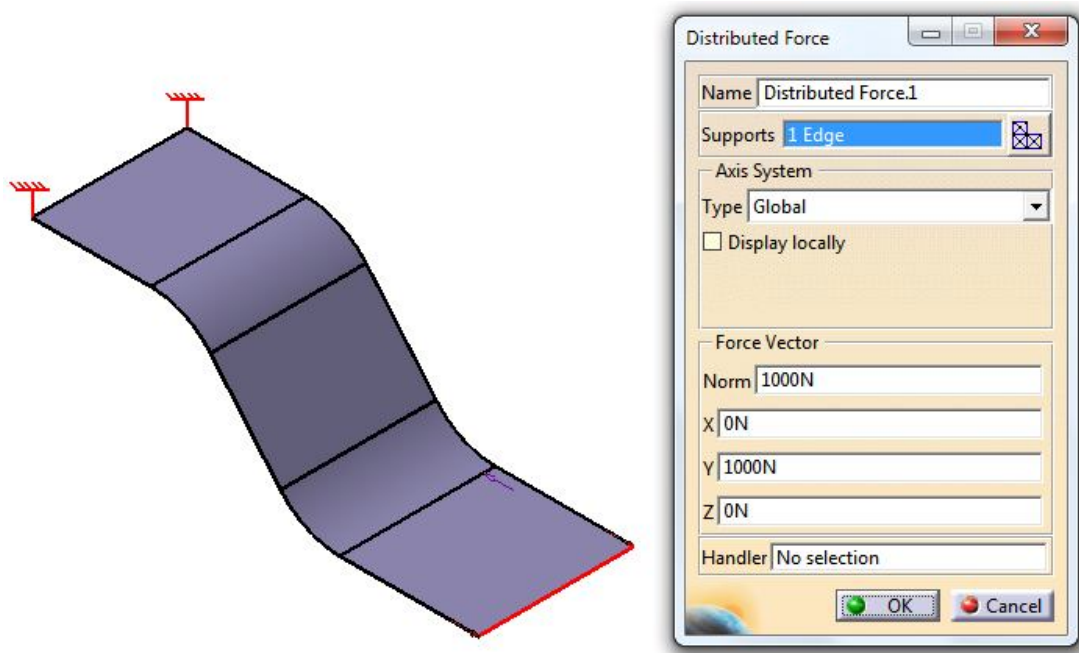 Distributed Force
Name Distributed Force.1
Supports 1 Edge
Axis System
Type Global
Display locally
Force Vector
Norm 1000N
X 0N
Y 1000N
Z 0N
Handler No selection
OK Cancel